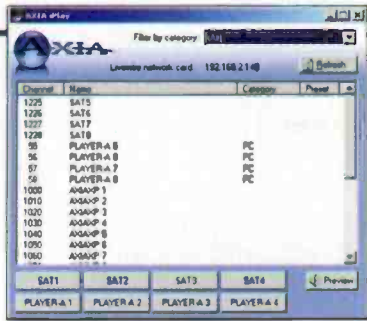 AXIA iPlay
AXIA
Filter by category
Livewire network card 192.168.2.140
Refresh
Channel Name Category Preset
1225 SAT5
1226 SAT6
1227 SAT7
1228 SAT8
PLAYER-A 5 PC
56 PLAYER-A 6 PC
57 PLAYER-A 7 PC
58 PLAYER-A 8 PC
1000 AXIAXP 1
1010 AXIAXP 2
1020 AXIAXP 3
1030 AXIAXP 4
1040 AXIAXP 5
1050 AXIAXP 6
1060 AXIAXP 7
SAT1 SAT2 SAT3 SAT4 Preview
PLAYER-A 1 PLAYER-A 2 PLAYER-A 3 PLAYER-A 4